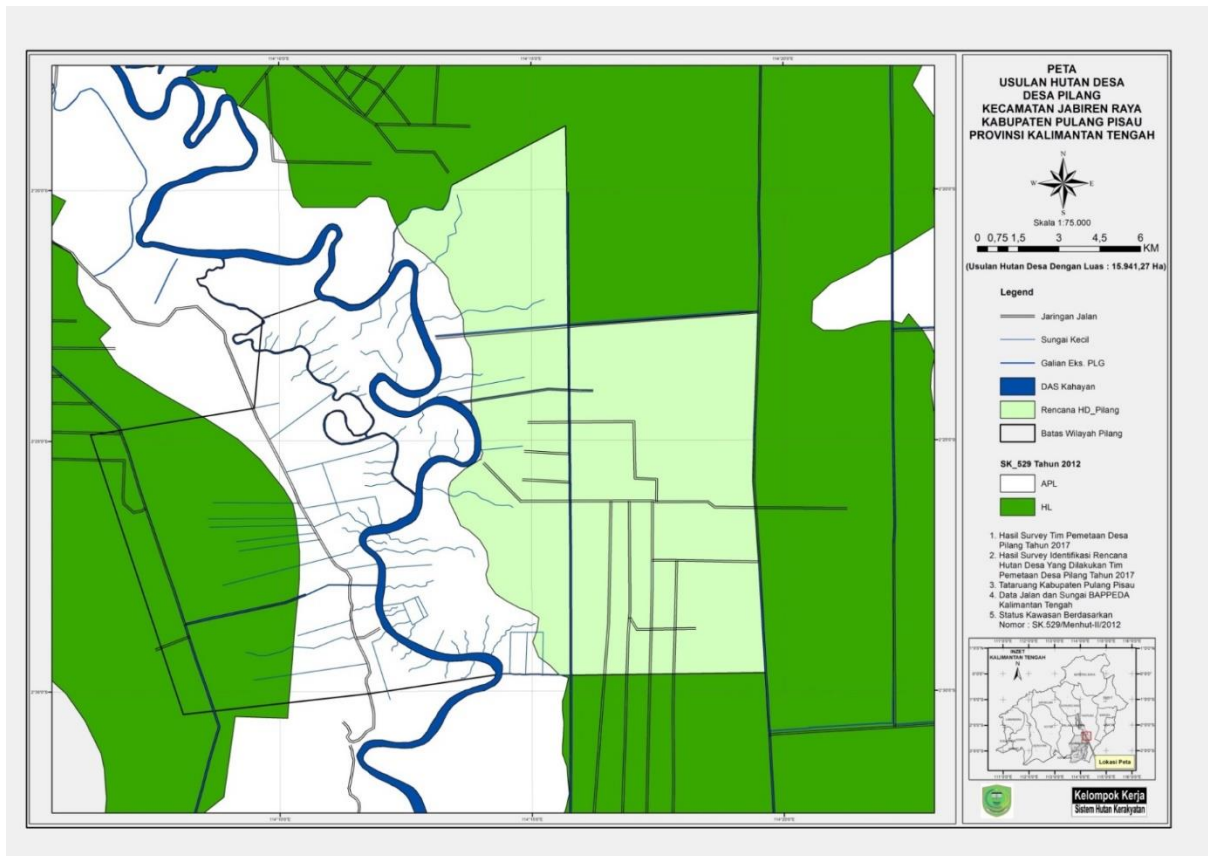 PETA
USULAN HUTAN DESA
DESA PILANG
KECAMATAN JABIREN RAYA
KABUPATEN PULANG PISAU
PROVINSI KALIMANTAN TENGAH
N
W E
S
Skala 1:75.000
0 0,75 1,5 3 4,5 6
KM
(Usulan Hutan Desa Dengan Luas : 15.941,27 Ha)
Legend
Jaringan Jalan
Sungai Kecil
Galian Eks. PLG
DAS Kahayan
Rencana HD_Pilang
Batas Wilayah Pilang
SK_529 Tahun 2012
APL
HL
1. Hasil Survey Tim Pemetaan Desa
Pilang Tahun 2017
2. Hasil Survey Identifikasi Rencana
Hutan Desa Yang Dilakukan Tim
Pemetaan Desa Pilang Tahun 2017
3. Tataruang Kabupaten Pulang Pisau
4. Data Jalan dan Sungai BAPPEDA
Kalimantan Tengah
5. Status Kawasan Berdasarkan
Nomor : SK.529/Menhut-II/2012
INZET
KALIMANTAN TENGAH
N
Lokasi Peta
Kelompok Kerja
Sistem Hutan Kerakyatan